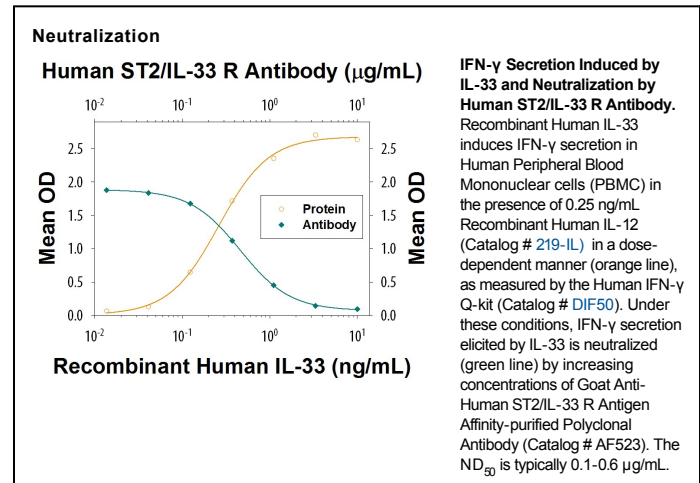 Neutralization
Human ST2/IL-33 R Antibody (μg/mL)
10-2 10-1 100 101
2.5 2.5
2.0 2.0
1.5 1.5
1.0 1.0
0.5 0.5
0.0 0.0
Mean OD
Mean OD
Protein
Antibody
10-2 10-1 100 101
Recombinant Human IL-33 (ng/mL)
IFN-γ Secretion Induced by
IL-33 and Neutralization by
Human ST2/IL-33 R Antibody.
Recombinant Human IL-33
induces IFN-γ secretion in
Human Peripheral Blood
Mononuclear cells (PBMC) in
the presence of 0.25 ng/mL
Recombinant Human IL-12
(Catalog # 219-IL) in a dose-
dependent manner (orange line),
as measured by the Human IFN-γ
Q-kit (Catalog # DIF50). Under
these conditions, IFN-γ secretion
elicited by IL-33 is neutralized
(green line) by increasing
concentrations of Goat Anti-
Human ST2/IL-33 R Antigen
Affinity-purified Polyclonal
Antibody (Catalog # AF523). The
ND50 is typically 0.1-0.6 μg/mL.